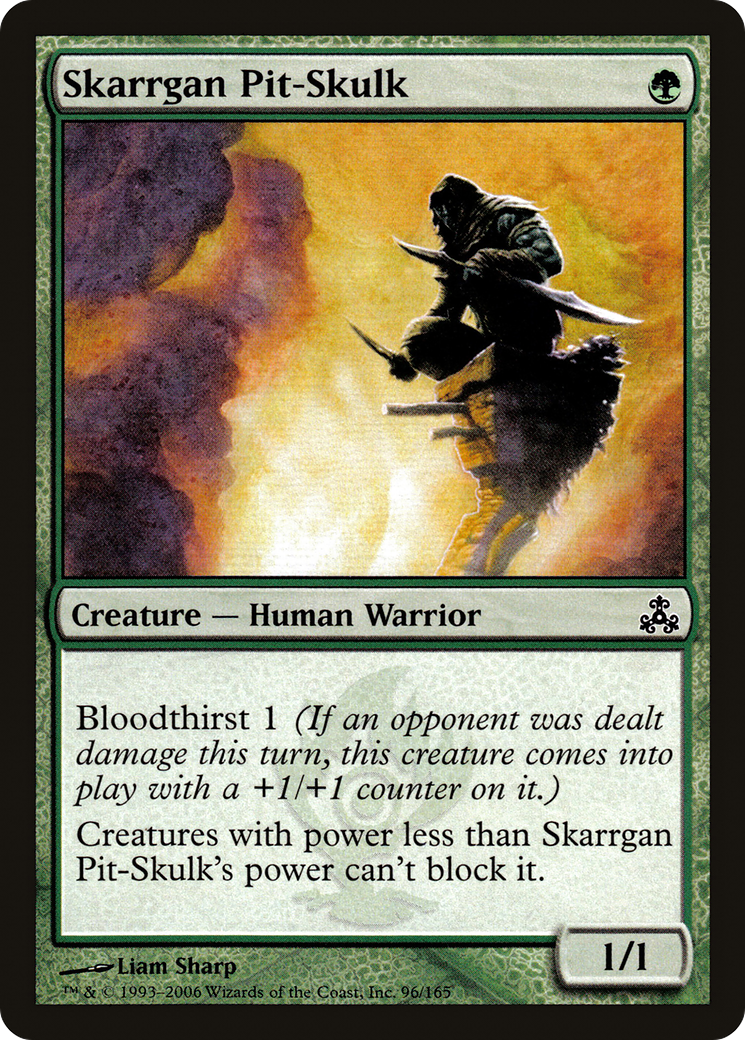 Skarrgan Pit-Skulk
Creature — Human Warrior
Bloodthirst 1 (If an opponent was dealt
damage this turn, this creature comes into
play with a +1/+1 counter on it.)
Creatures with power less than Skarrgan
Pit-Skulk's power can't block it.
1/1
Liam Sharp
™ & © 1993–2006 Wizards of the Coast, Inc. 96/165